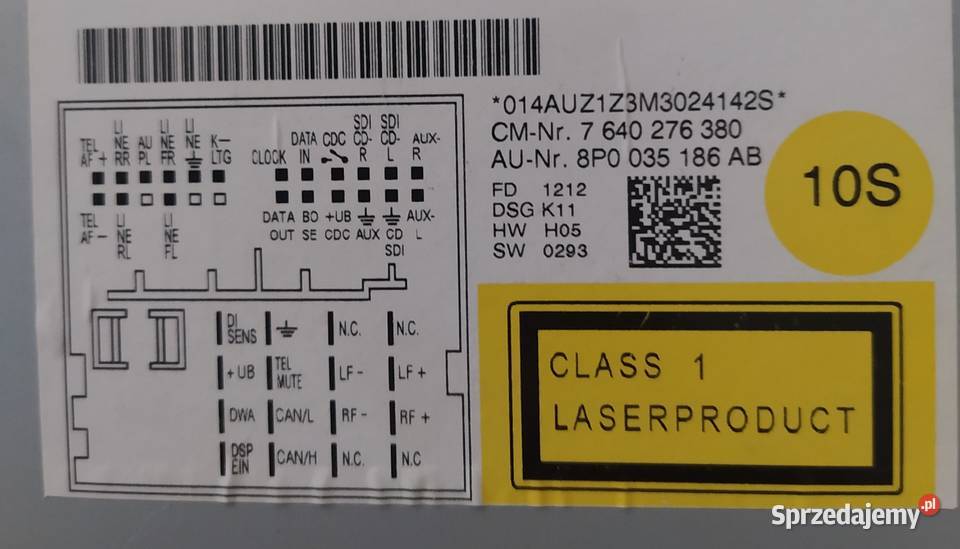 *014AUZ1Z3M3024142S*
CM-Nr. 7 640 276 380
AU-Nr. 8P0 035 186 AB
FD 1212
DSG K11
HW H05
SW 0293
10S
TEL AF+ LI NE RR AU PL LI NE FR LI NE K– LTG
TEL AF– LI NE RL LI NE FL
CLOCK DATA IN CDC SDI CD- R SDI CD- L AUX- R
DATA OUT BO SE +UB CDC AUX CD SDI AUX- L
DI SENS N.C. N.C.
+UB TEL MUTE LF - LF +
DWA CAN/L RF - RF +
DSP EIN CAN/H N.C. N.C
CLASS 1
LASERPRODUCT
Sprzedajemy.pl